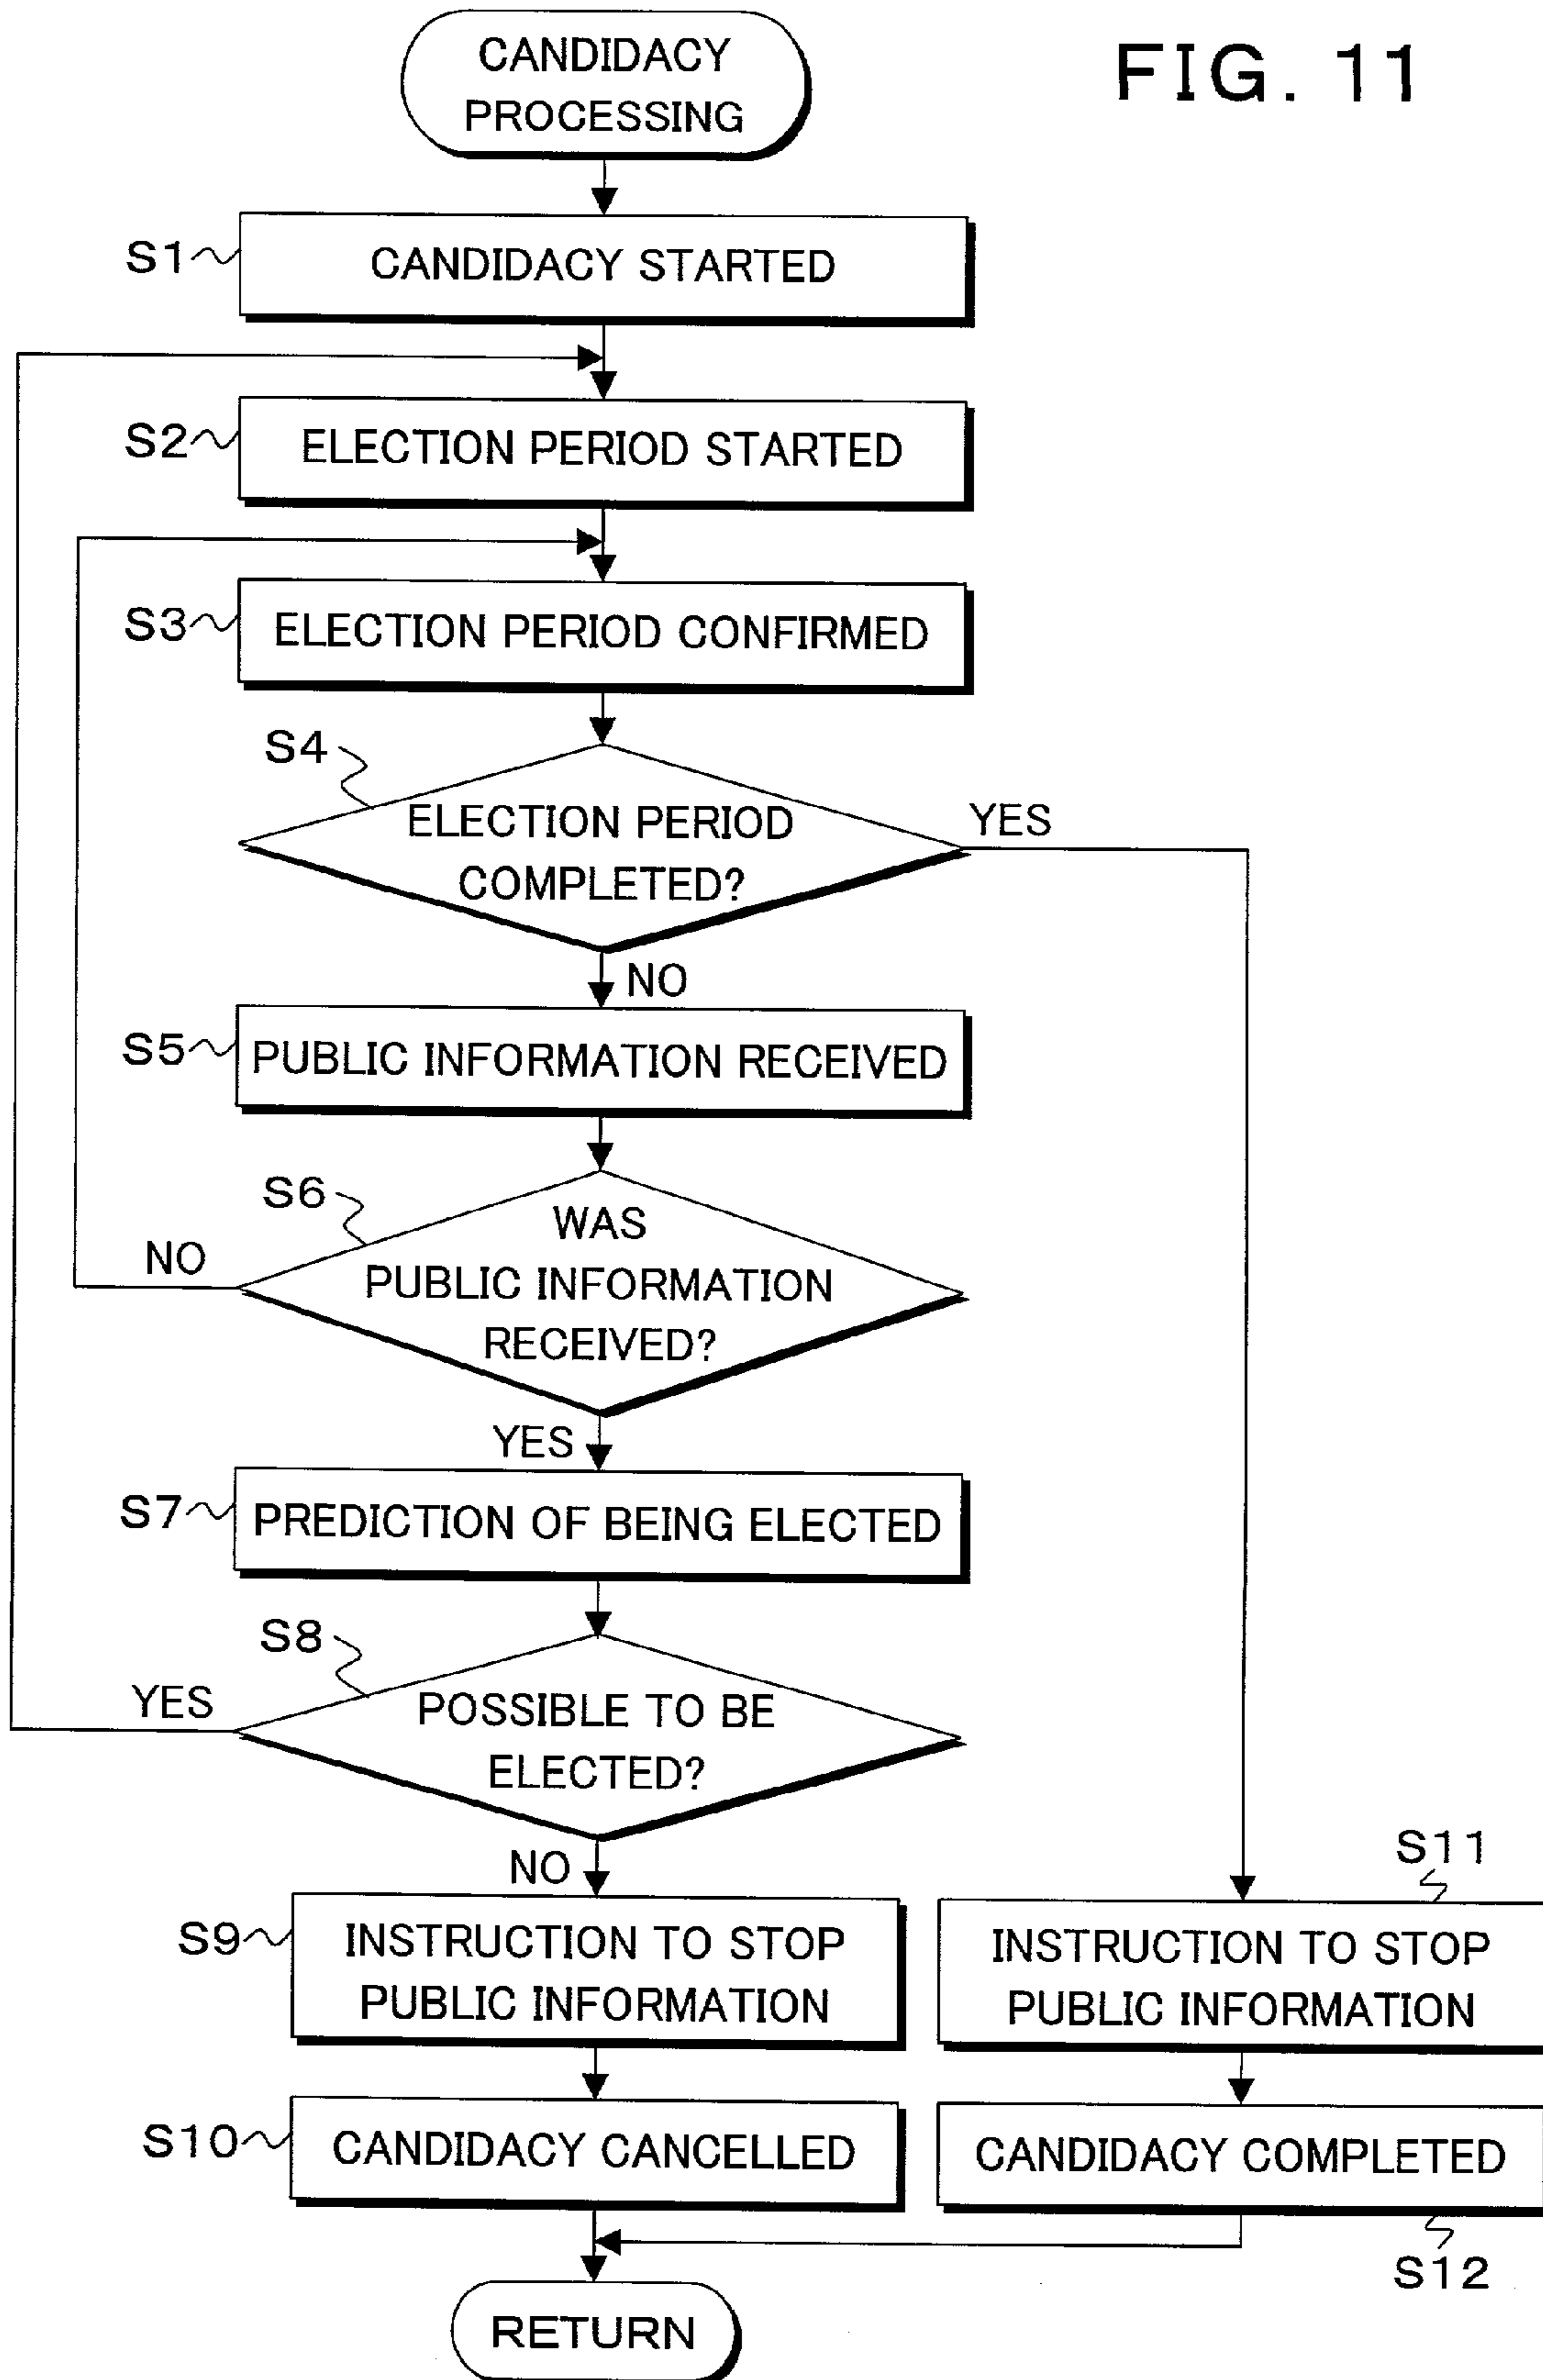 FIG. 11
CANDIDACY
PROCESSING
S1
CANDIDACY STARTED
S2
ELECTION PERIOD STARTED
S3
ELECTION PERIOD CONFIRMED
S4
ELECTION PERIOD
COMPLETED?
YES
NO
S5
PUBLIC INFORMATION RECEIVED
S6
WAS
PUBLIC INFORMATION
RECEIVED?
NO
YES
S7
PREDICTION OF BEING ELECTED
S8
POSSIBLE TO BE
ELECTED?
YES
NO
S9
INSTRUCTION TO STOP
PUBLIC INFORMATION
S10
CANDIDACY CANCELLED
S11
INSTRUCTION TO STOP
PUBLIC INFORMATION
CANDIDACY COMPLETED
S12
RETURN